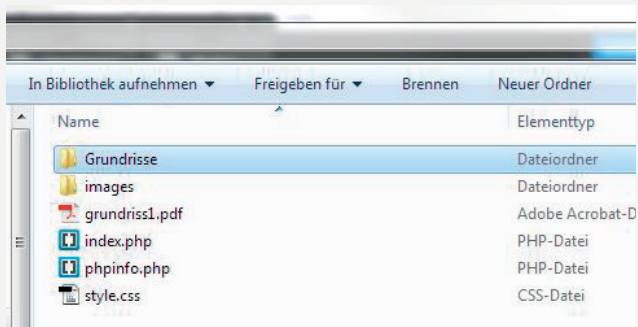 In Bibliothek aufnehmen Freigeben für Brennen Neuer Ordner
Name Elementtyp
Grundrisse Dateiordner
images Dateiordner
grundriss1.pdf Adobe Acrobat-D
index.php PHP-Datei
phpinfo.php PHP-Datei
style.css CSS-Datei